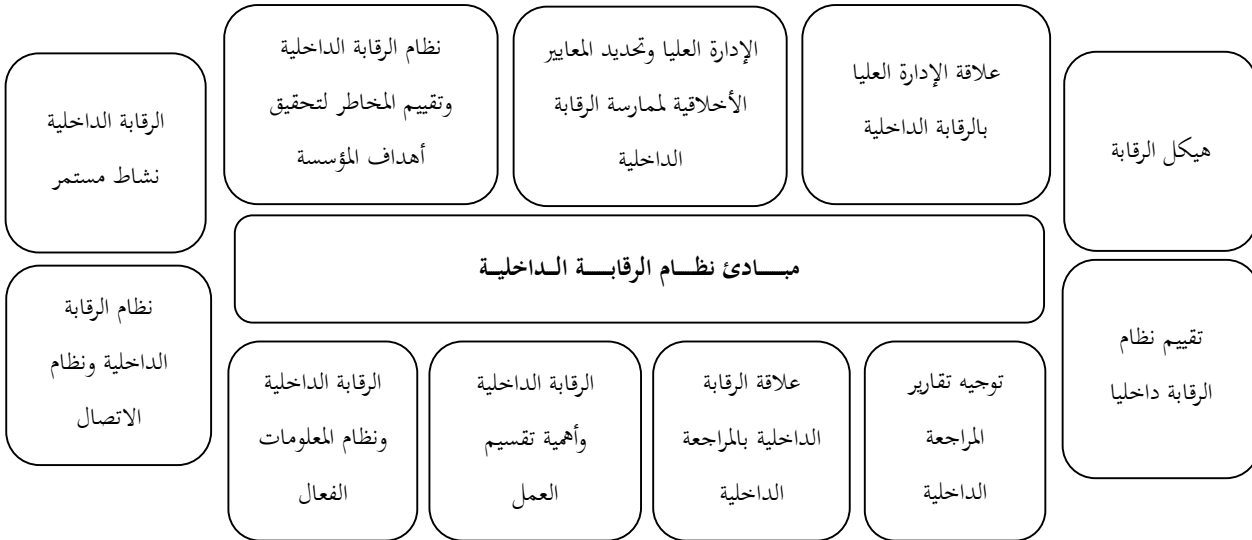 هيكل الرقابة
علاقة الإدارة العليا
بالرقابة الداخلية
الإدارة العليا وتحديد المعايير
الأخلاقية لممارسة الرقابة
الداخلية
نظام الرقابة الداخلية
وتقييم المخاطر لتحقيق
أهداف المؤسسة
الرقابة الداخلية
نشاط مستمر
مبـــادئ نظـــام الرقابـــة الـداخليـة
تقييم نظام
الرقابة داخليا
توجيه تقارير
المراجعة
الداخلية
علاقة الرقابة
الداخلية بالمراجعة
الداخلية
الرقابة الداخلية
وأهمية تقسيم
العمل
الرقابة الداخلية
ونظام المعلومات
الفعال
نظام الرقابة
الداخلية ونظام
الاتصال